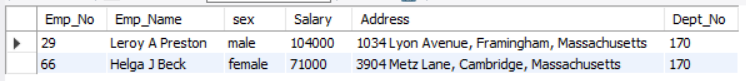 Emp_No Emp_Name sex Salary Address Dept_No
29 Leroy A Preston male 104000 1034 Lyon Avenue, Framingham, Massachusetts 170
66 Helga J Beck female 71000 3904 Metz Lane, Cambridge, Massachusetts 170